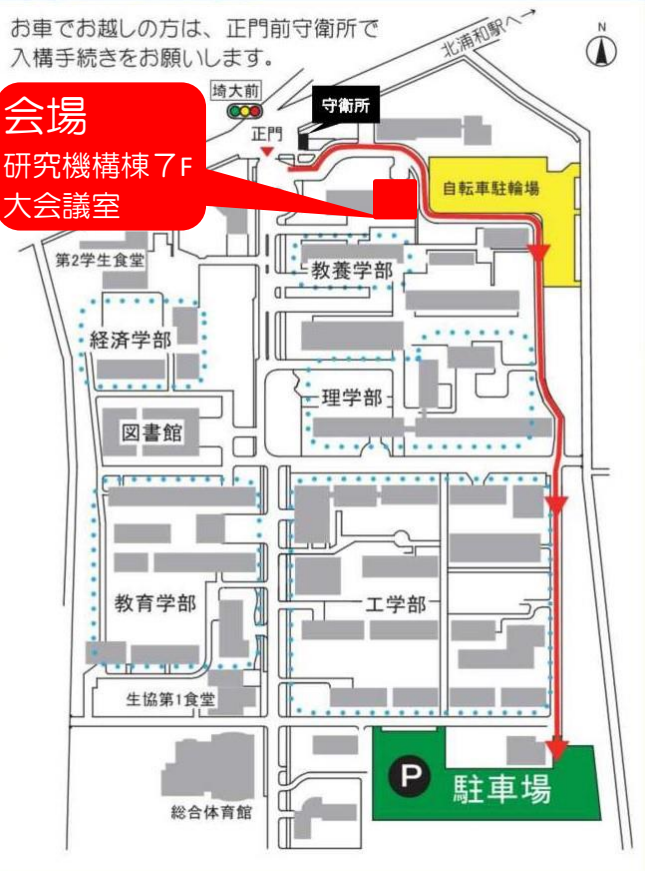 お車でお越しの方は、正門前守衛所で
入構手続きをお願いします。
北浦和駅へ
N
埼大前
守衛所
正門
会場
研究機構棟7F
大会議室
自転車駐輪場
第2学生食堂
教養学部
経済学部
理学部
図書館
教育学部
工学部
生協第1食堂
総合体育館
P
駐車場